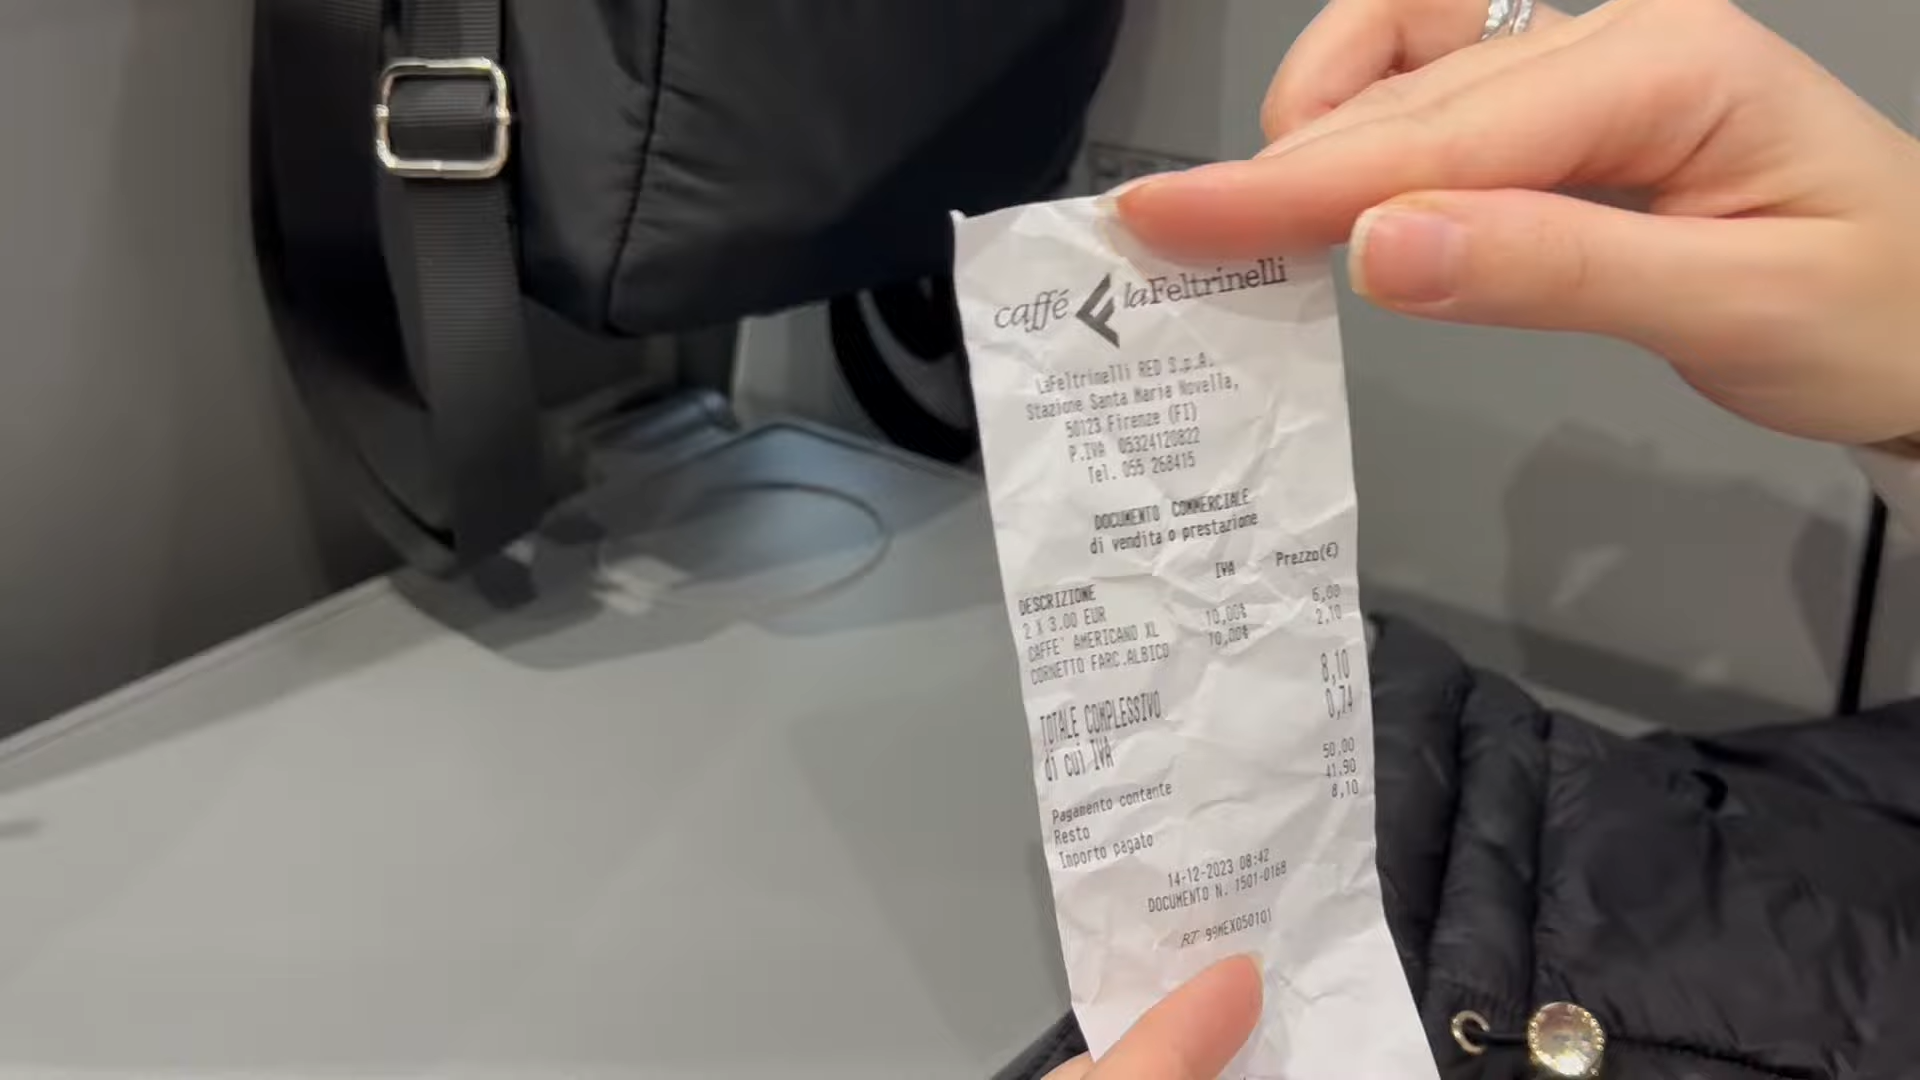 caffé laFeltrinelli
LaFeltrinelli RED S.p.A.
Stazione Santa Maria Novella,
50123 Firenze (FI)
P.IVA 05324120822
Tel. 055 268415
DOCUMENTO COMMERCIALE
di vendita o prestazione
DESCRIZIONE IVA Prezzo(€)
2 X 3.00 EUR
CAFFE' AMERICANO XL 10,00% 6,00
CORNETTO FARC.ALBICO 10,00% 2,10
TOTALE COMPLESSIVO 8,10
di cui IVA 0,74
Pagamento contante 50,00
Resto 41,90
Importo pagato 8,10
14-12-2023 08:42
DOCUMENTO N. 1501-0168
RT 99MEX050101